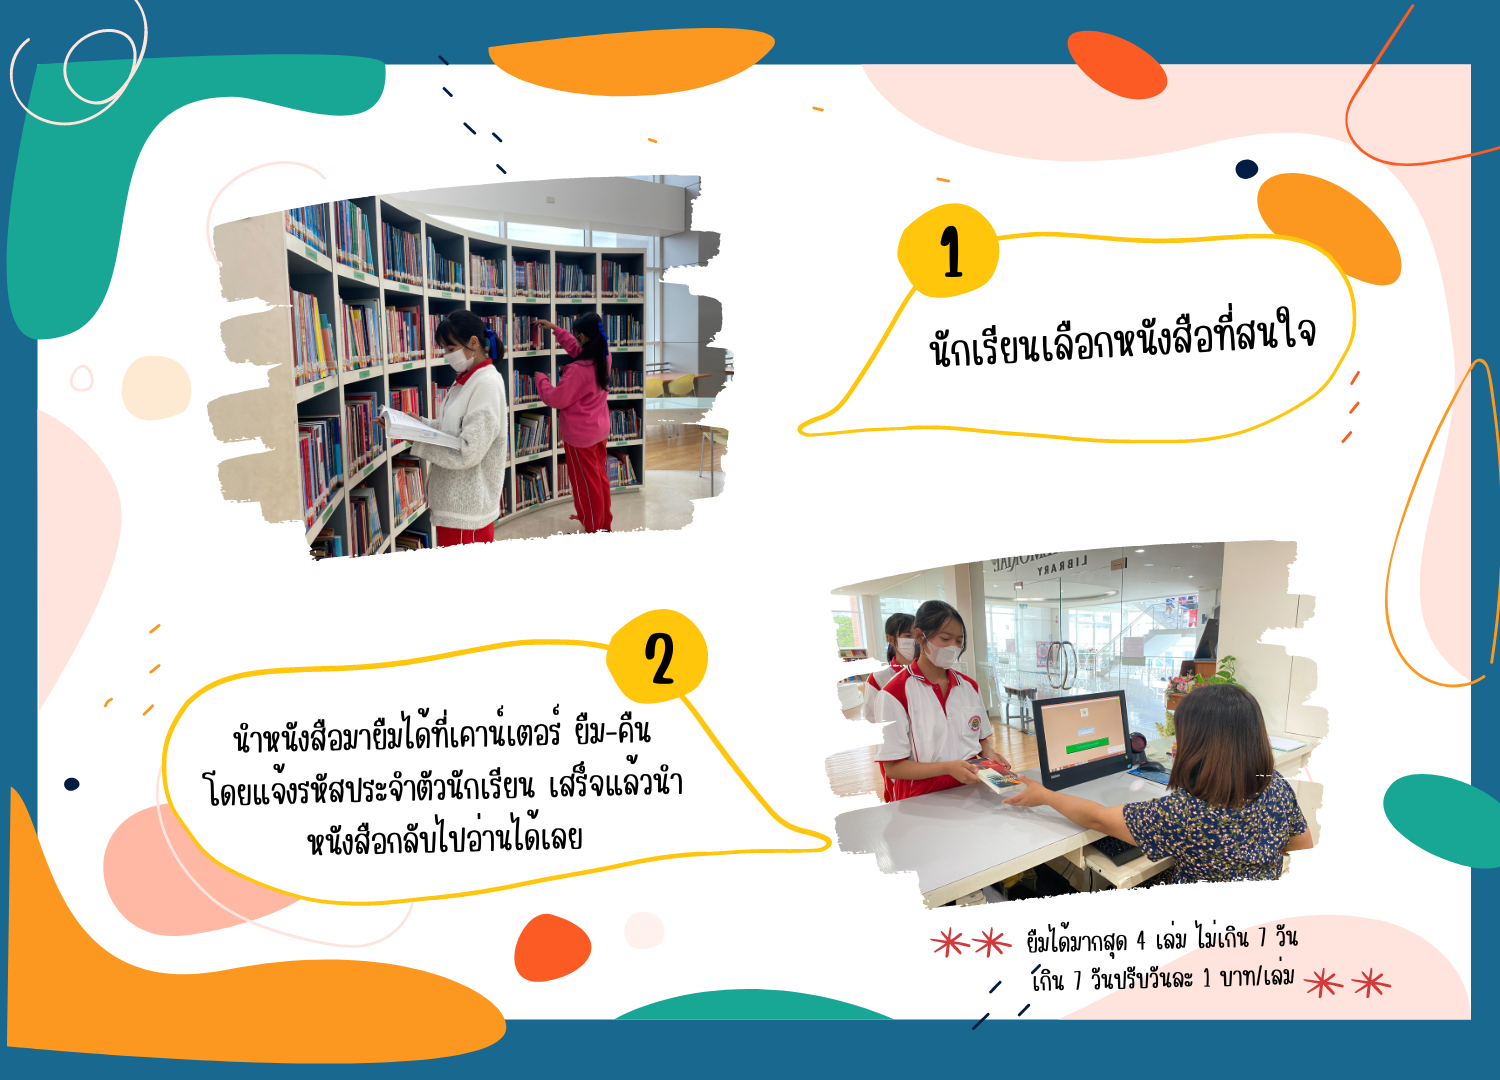 1
นักเรียนเลือกหนังสือที่สนใจ
LIBRARY
2
นำหนังสือมายืมได้ที่เคาน์เตอร์ ยืม-คืน
โดยแจ้งรหัสประจำตัวนักเรียน เสร็จแล้วนำ
หนังสือกลับไปอ่านได้เลย
ยืมได้มากสุด 4 เล่ม ไม่เกิน 7 วัน
เกิน 7 วันปรับวันละ 1 บาท/เล่ม